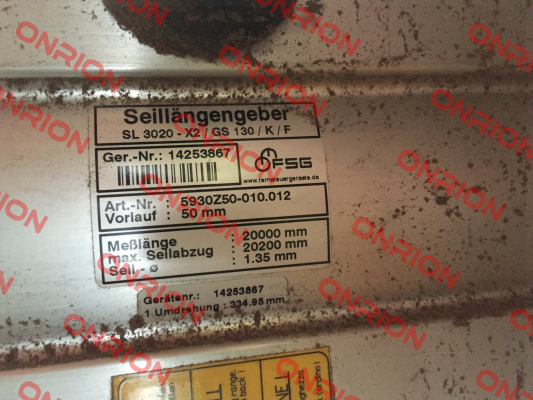 Seillängengeber
SL 3020 - X2 / GS 130 / K / F
Ger.-Nr.: 14253867
FSG
www.fernsteuergeraete.de
Art.-Nr. : 5930Z50-010.012
Vorlauf : 50 mm
Meßlänge : 20000 mm
max. Seilabzug : 20200 mm
Seil - ø : 1.35 mm
Gerätenr.: 14253867
1 Umdrehung : 334.95 mm
ONRION